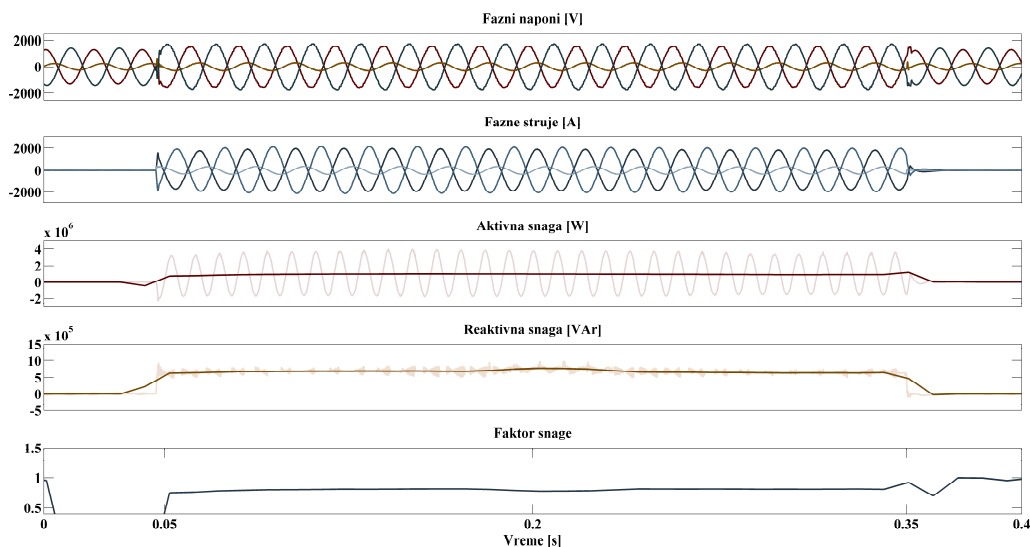 Fazni naponi [V]
2000
0
-2000
Fazne struje [A]
2000
0
-2000
Aktivna snaga [W]
x 10^6
4
2
0
-2
Reaktivna snaga [VAr]
x 10^5
15
10
5
0
-5
Faktor snage
1.5
1
0.5
0 0.05 0.2 0.35 0.4
Vreme [s]